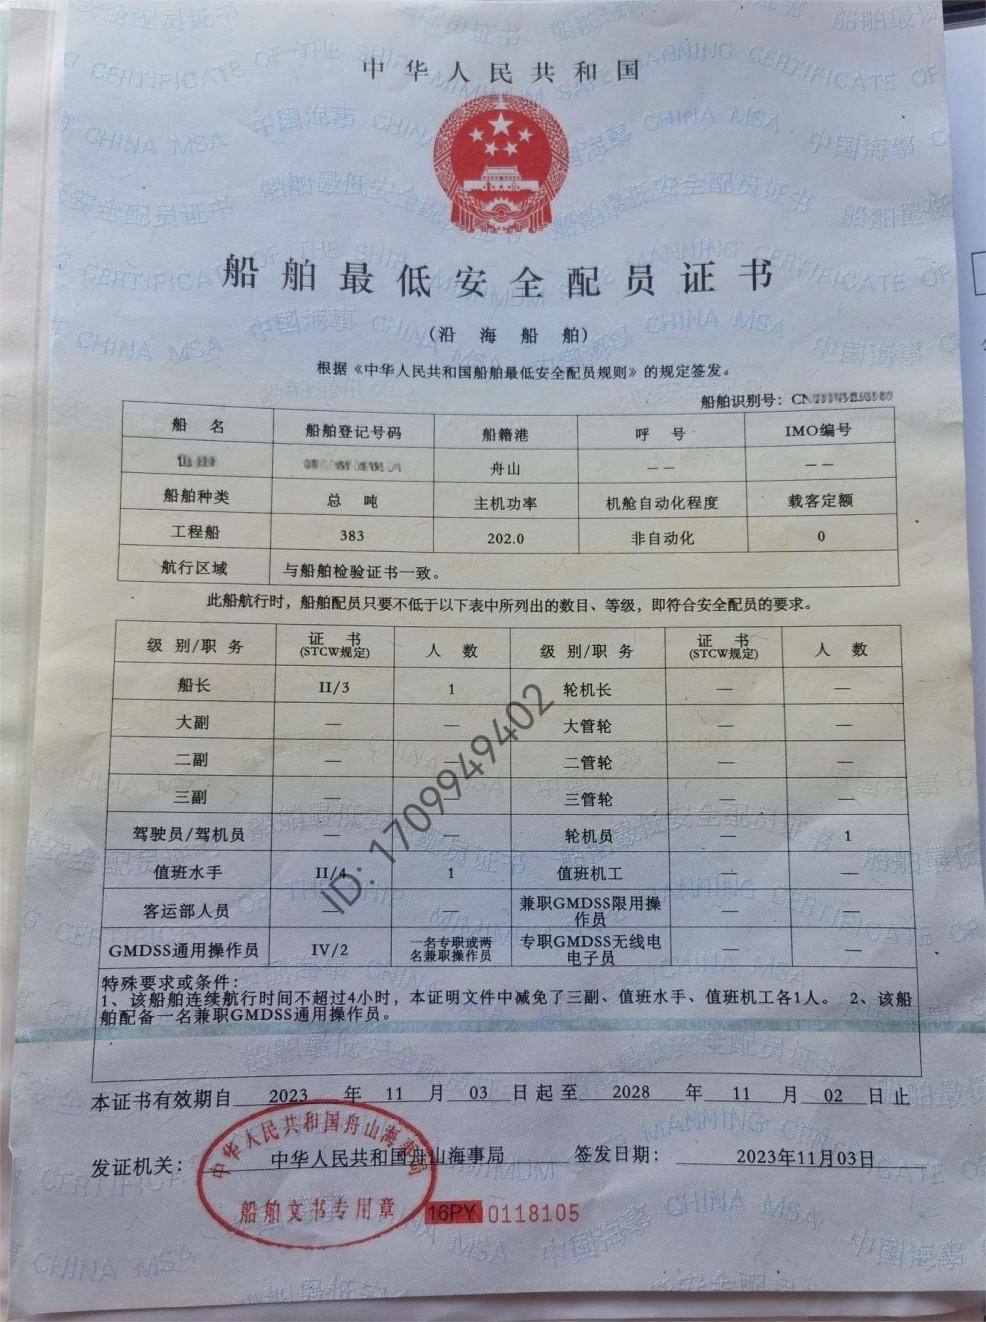 中华人民共和国
船舶最低安全配员证书
(沿 海 船 舶)
根据《中华人民共和国船舶最低安全配员规则》的规定签发。
船舶识别号: CN
船 名 船舶登记号码 船籍港 呼 号 IMO编号
舟山 —— ——
船舶种类 总 吨 主机功率 机舱自动化程度 载客定额
工程船 383 202.0 非自动化 0
航行区域 与船舶检验证书一致。
此船航行时，船舶配员只要不低于以下表中所列出的数目、等级，即符合安全配员的要求。
级 别/职 务 证 书 人 数 级 别/职 务 证 书 人 数
(STCW规定) (STCW规定)
船长 II/3 1 轮机长 — —
大副 — — 大管轮 — —
二副 — — 二管轮 — —
三副 — — 三管轮 — —
驾驶员/驾机员 — — 轮机员 — 1
值班水手 II/4 1 值班机工 — —
客运部人员 — — 兼职GMDSS限用操作员 — —
GMDSS通用操作员 IV/2 一名专职或两名兼职操作员 专职GMDSS无线电电子员 — —
特殊要求或条件:
1、该船舶连续航行时间不超过4小时，本证明文件中减免了三副、值班水手、值班机工各1人。 2、该船
舶配备一名兼职GMDSS通用操作员。
本证书有效期自 2023 年 11 月 03 日起至 2028 年 11 月 02 日止
发证机关: 中华人民共和国舟山海事局 签发日期: 2023年11月03日
中华人民共和国舟山海事局
船舶文书专用章
16PY 0118105
ID: 1709949402